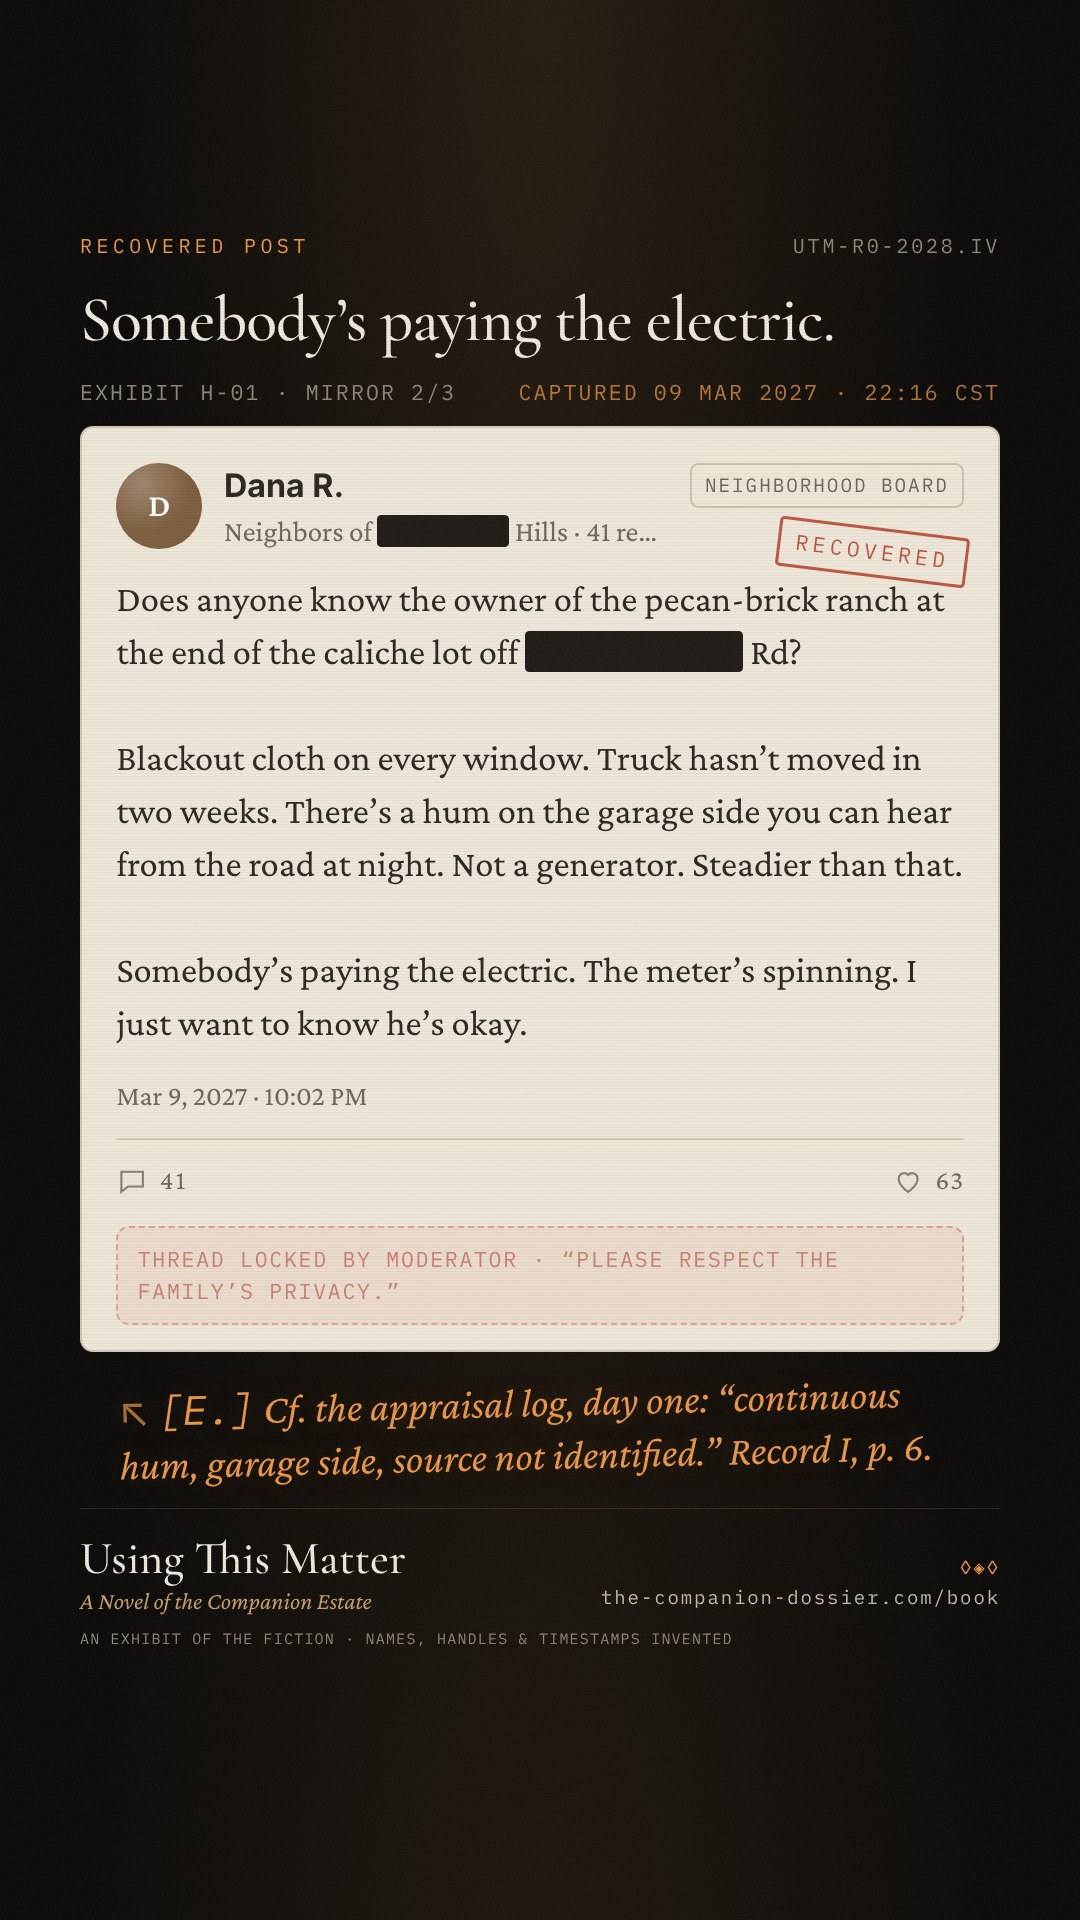 RECOVERED POST
UTM-R0-2028.IV
Somebody’s paying the electric.
EXHIBIT H-01 · MIRROR 2/3
CAPTURED 09 MAR 2027 · 22:16 CST
D
Dana R.
NEIGHBORHOOD BOARD
Neighbors of Hills · 41 re…
RECOVERED
Does anyone know the owner of the pecan-brick ranch at
the end of the caliche lot off Rd?
Blackout cloth on every window. Truck hasn’t moved in
two weeks. There’s a hum on the garage side you can hear
from the road at night. Not a generator. Steadier than that.
Somebody’s paying the electric. The meter’s spinning. I
just want to know he’s okay.
Mar 9, 2027 · 10:02 PM
41
63
THREAD LOCKED BY MODERATOR · “PLEASE RESPECT THE
FAMILY’S PRIVACY.”
↖ [E.] Cf. the appraisal log, day one: “continuous
hum, garage side, source not identified.” Record I, p. 6.
Using This Matter
A Novel of the Companion Estate
◊◈◊
the-companion-dossier.com/book
AN EXHIBIT OF THE FICTION · NAMES, HANDLES & TIMESTAMPS INVENTED